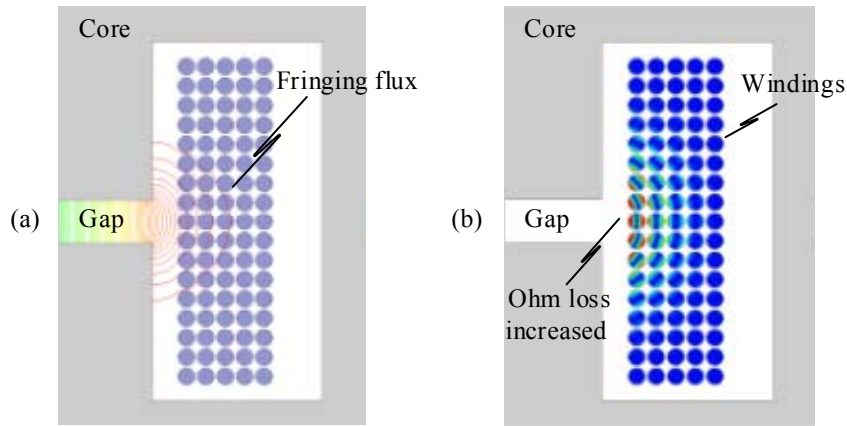 (a)
Core
Fringing flux
Gap
(b)
Core
Windings
Gap
Ohm loss
increased